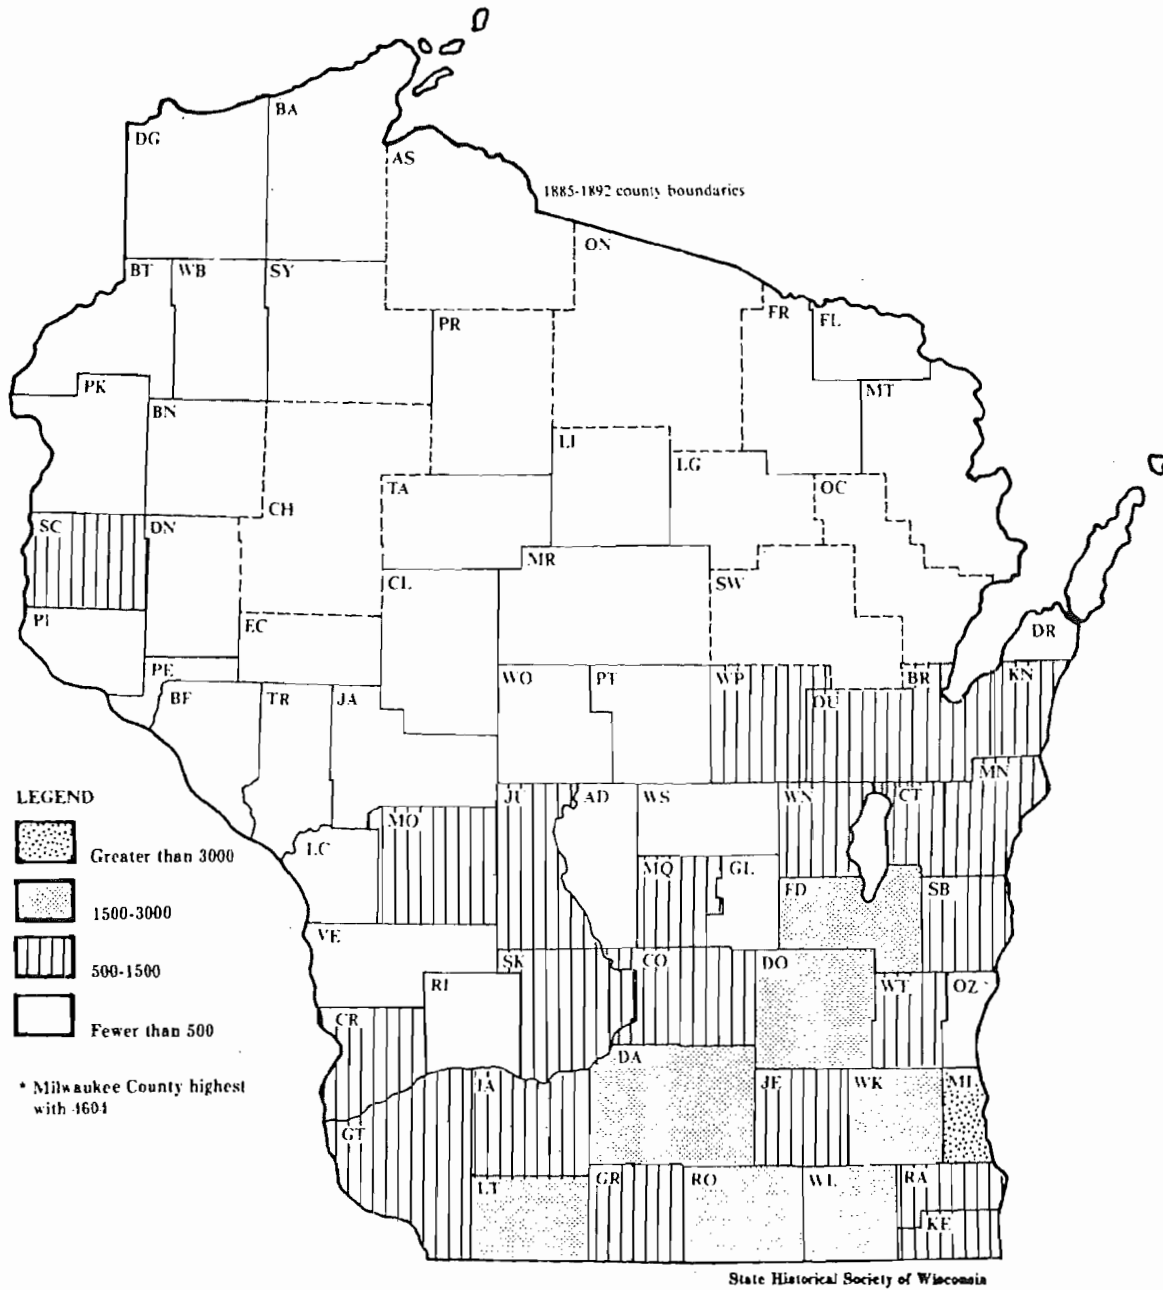 BA
DG
AS
1885-1892 county boundaries
ON
BT WB SY
PR FR FL
PK MT
BN
LI
LG
TA OC
CH
SC DN
MR
CL SW
PI EC
DR
PE WO PT WP BR KN
BF TR JA OU
MN
LEGEND
JU AD WS WN CT
MO
LC
Greater than 3000
MQ GL
FD SB
1500-3000
VE
SK CO DO
500-1500
RI WT OZ
CR
Fewer than 500
DA
* Milwaukee County highest
with 4604
IA JE WK ML
GT
LT GR RO WL RA
KE
State Historical Society of Wisconsin